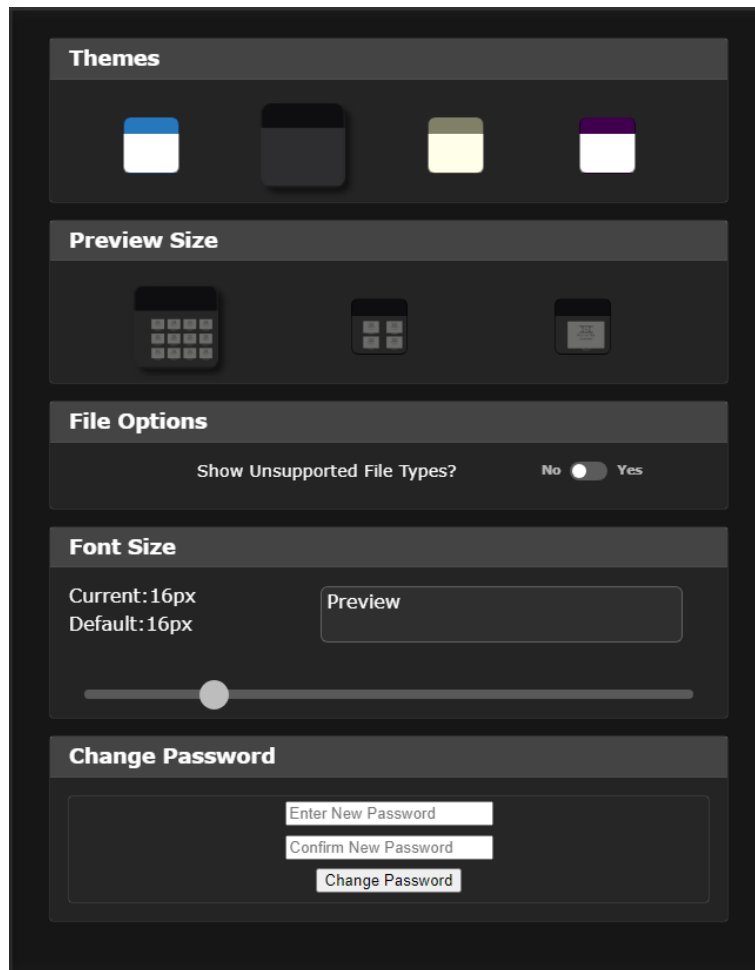 Themes
Preview Size
File Options
Show Unsupported File Types?
No Yes
Font Size
Current:16px
Default:16px
Preview
Change Password
Enter New Password
Confirm New Password
Change Password